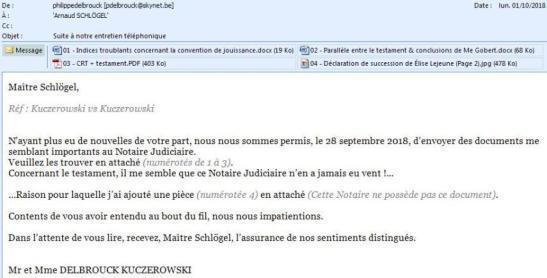 De : philippedelbrouck [pdelbrouck@skynet.be] Date : lun. 01/10/2018
À : 'Arnaud SCHLÖGEL'
Cc :
Objet : Suite à notre entretien téléphonique
Message 01 - Indices troublants concernant la convention de jouissance.docx (19 Ko) 02 - Parallèle entre le testament & conclusions de Me Gobert.docx (68 Ko)
03 - CRT + testament.PDF (403 Ko) 04 - Déclaration de succession de Élise Lejeune (Page 2).jpg (478 Ko)
Maître Schlögel,
Réf : Kuczerowski vs Kuczerowski
N'ayant plus eu de nouvelles de votre part, nous nous sommes permis, le 28 septembre 2018, d'envoyer des documents me
semblant importants au Notaire Judiciaire.
Veuillez les trouver en attaché (numérotés de 1 à 3).
Concernant le testament, il me semble que ce Notaire Judiciaire n'en a jamais eu vent !...
...Raison pour laquelle j'ai ajouté une pièce (numérotée 4) en attaché (Cette Notaire ne possède pas ce document).
Contents de vous avoir entendu au bout du fil, nous nous impatientions.
Dans l'attente de vous lire, recevez, Maître Schlögel, l'assurance de nos sentiments distingués.
Mr et Mme DELBROUCK KUCZEROWSKI